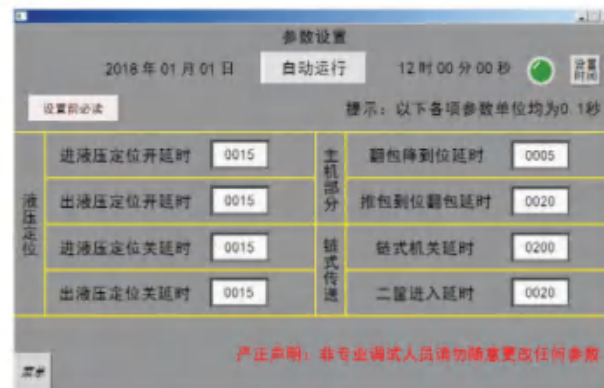 参数设置
2018 年 01 月 01 日
自动运行
12 时 00 分 00 秒
设置时间
设置前必读
提示：以下各项参数单位均为0.1秒
液压定位
进液压定位开延时 0015
出液压定位开延时 0015
进液压定位关延时 0015
出液压定位关延时 0015
主机部分
翻包降到位延时 0005
推包到位翻包延时 0020
链式传送
链式机关延时 0200
二筐进入延时 0020
严正声明：非专业调试人员请勿随意更改任何参数
菜单